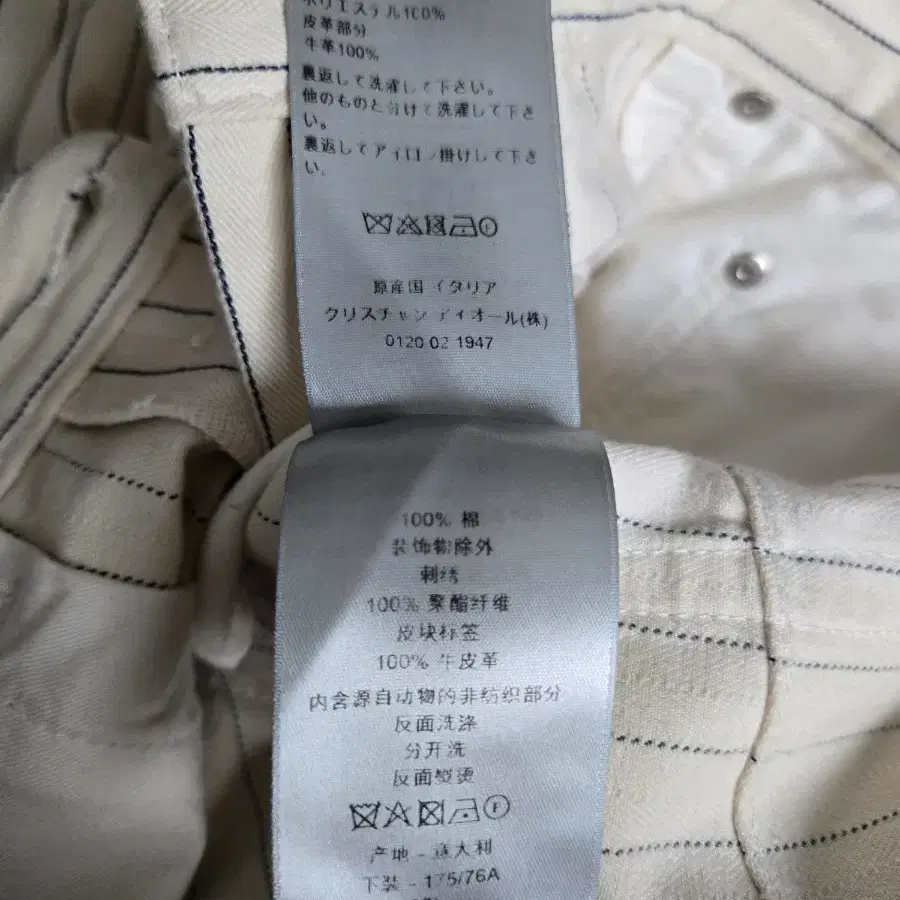 ポリエステル100%
皮革部分
牛革100%
裏返して洗濯して下さい。
他のものと分けて洗濯して下さ
い。
裏返してアイロン掛けして下さ
い。
原産国 イタリア
クリスチャン ディオール(株)
0120 02 1947
100% 棉
装饰物除外
刺绣
100% 聚酯纤维
皮块标签
100% 牛皮革
内含源自动物的非纺织部分
反面洗涤
分开洗
反面熨烫
产地 - 意大利
下装 - 175/76A